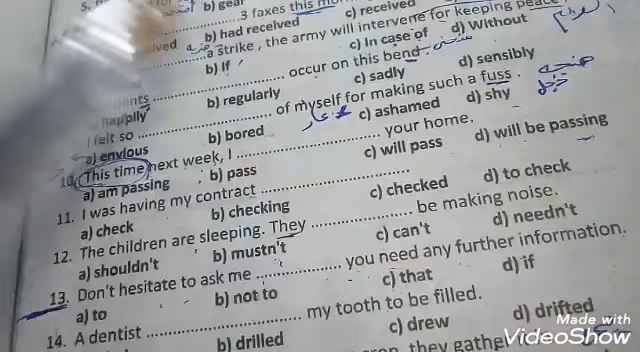 5. b) gear
3 faxes this
b) had received c) received
a strike, the army will intervene for keeping peace
b) If c) In case of d) Without
occur on this bend.
happily b) regularly c) sadly d) sensibly
I felt so .................... of myself for making such a fuss.
a) envious b) bored c) ashamed d) shy
10. This time next week, I .................... your home.
a) am passing b) pass c) will pass d) will be passing
11. I was having my contract ....................
a) check b) checking c) checked d) to check
12. The children are sleeping. They .................... be making noise.
a) shouldn't b) mustn't c) can't d) needn't
13. Don't hesitate to ask me .................... you need any further information.
a) to b) not to c) that d) if
14. A dentist .................... my tooth to be filled.
b) drilled c) drew d) drifted
they gathe
Made with
VideoShow